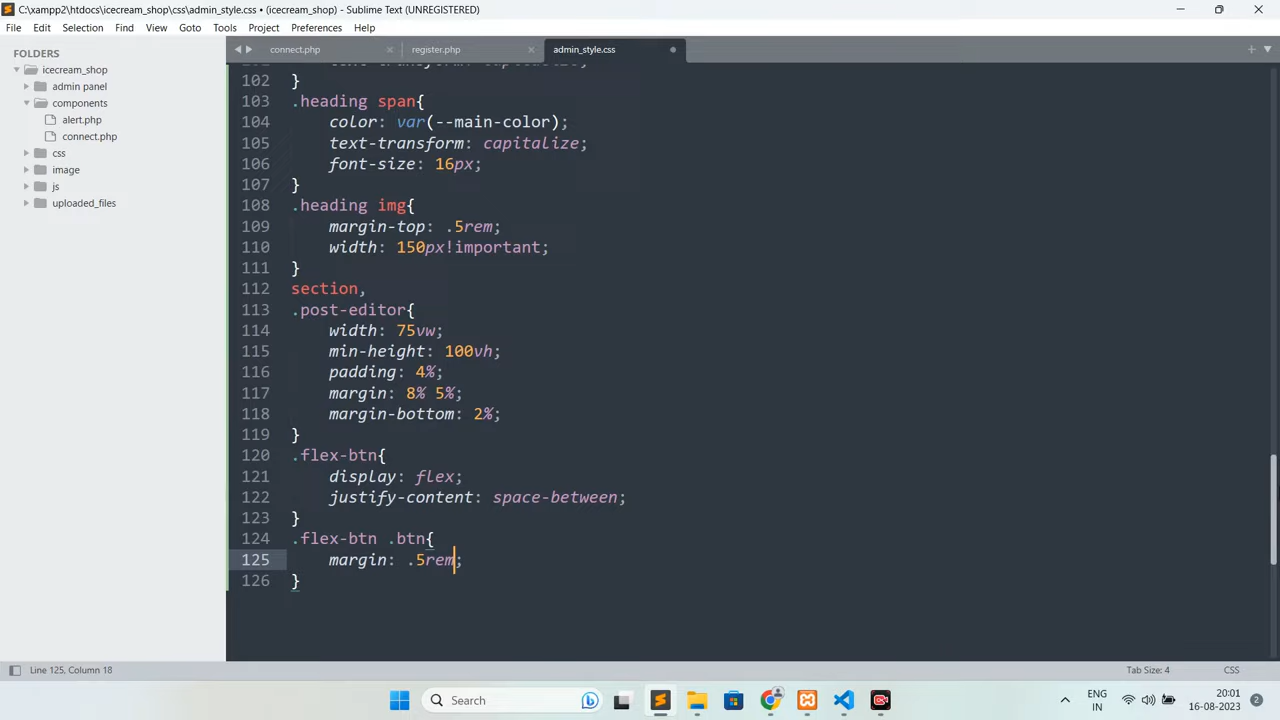 C:\xampp2\htdocs\icecream_shop\css\admin_style.css • (icecream_shop) - Sublime Text (UNREGISTERED)
File Edit Selection Find View Goto Tools Project Preferences Help
FOLDERS
icecream_shop
admin panel
components
alert.php
connect.php
css
image
js
uploaded_files
connect.php × register.php × admin_style.css
102 }
103 .heading span{
104 color: var(--main-color);
105 text-transform: capitalize;
106 font-size: 16px;
107 }
108 .heading img{
109 margin-top: .5rem;
110 width: 150px!important;
111 }
112 section,
113 .post-editor{
114 width: 75vw;
115 min-height: 100vh;
116 padding: 4%;
117 margin: 8% 5%;
118 margin-bottom: 2%;
119 }
120 .flex-btn{
121 display: flex;
122 justify-content: space-between;
123 }
124 .flex-btn .btn{
125 margin: .5rem;
126 }
Line 125, Column 18
Tab Size: 4 CSS
Search
ENG
IN
20:01
16-08-2023
2